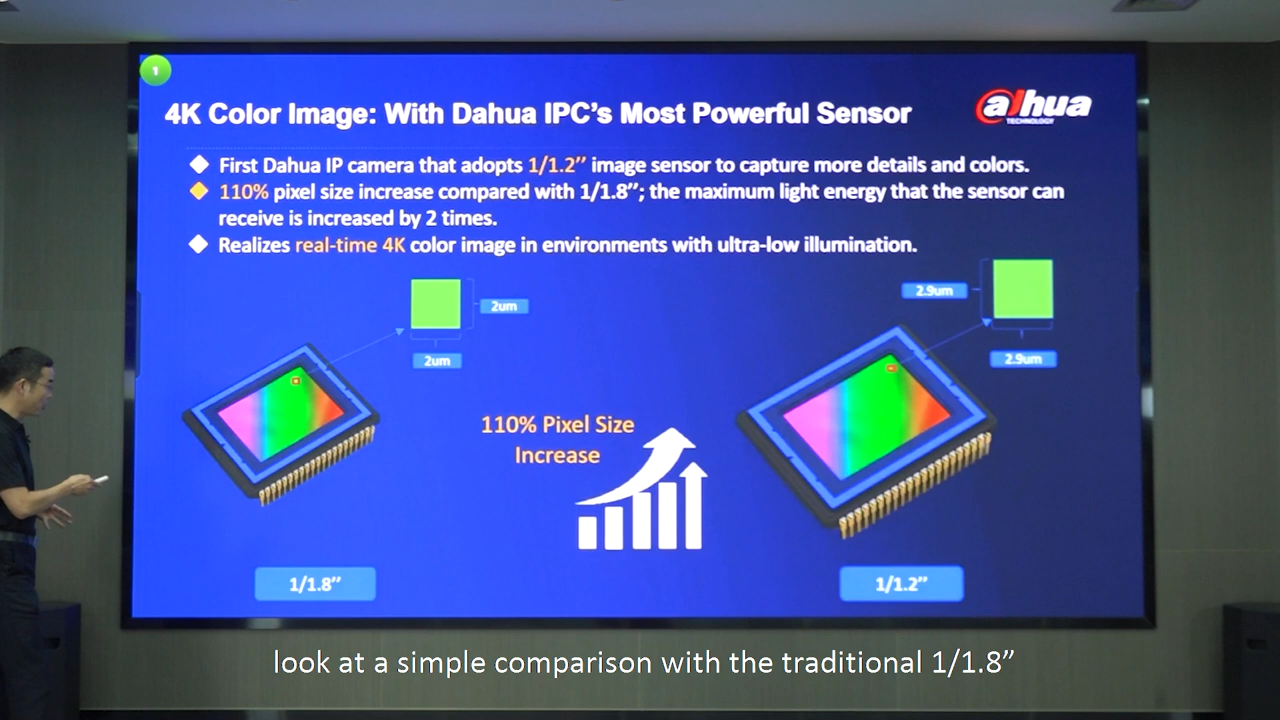 1
4K Color Image: With Dahua IPC’s Most Powerful Sensor
alhua
TECHNOLOGY
First Dahua IP camera that adopts 1/1.2’’ image sensor to capture more details and colors.
110% pixel size increase compared with 1/1.8’’; the maximum light energy that the sensor can
receive is increased by 2 times.
Realizes real-time 4K color image in environments with ultra-low illumination.
2um
2um
2.9um
2.9um
110% Pixel Size
Increase
1/1.8’’
1/1.2’’
look at a simple comparison with the traditional 1/1.8”